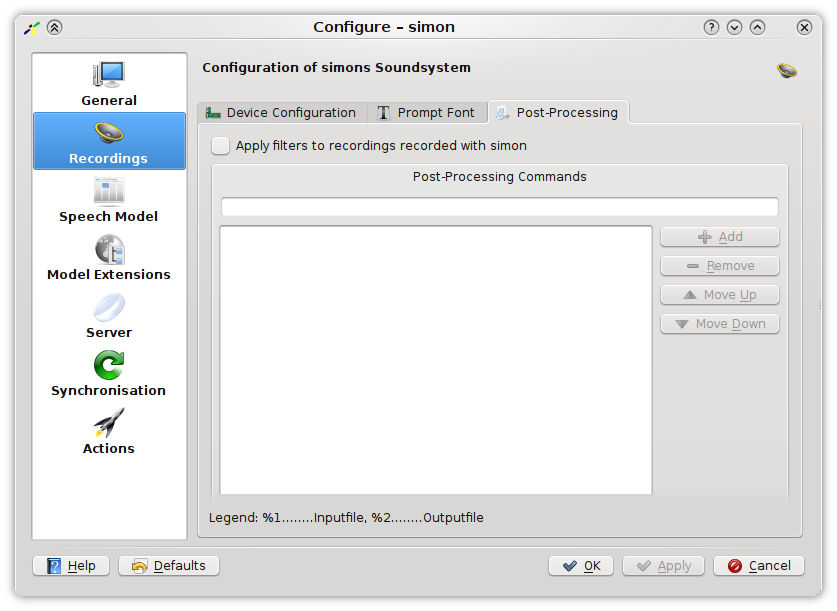 Configure – simon
General
Recordings
Speech Model
Model Extensions
Server
Synchronisation
Actions
Configuration of simons Soundsystem
Device Configuration
Prompt Font
Post-Processing
Apply filters to recordings recorded with simon
Post-Processing Commands
Add
Remove
Move Up
Move Down
Legend: %1........Inputfile, %2........Outputfile
Help
Defaults
OK
Apply
Cancel